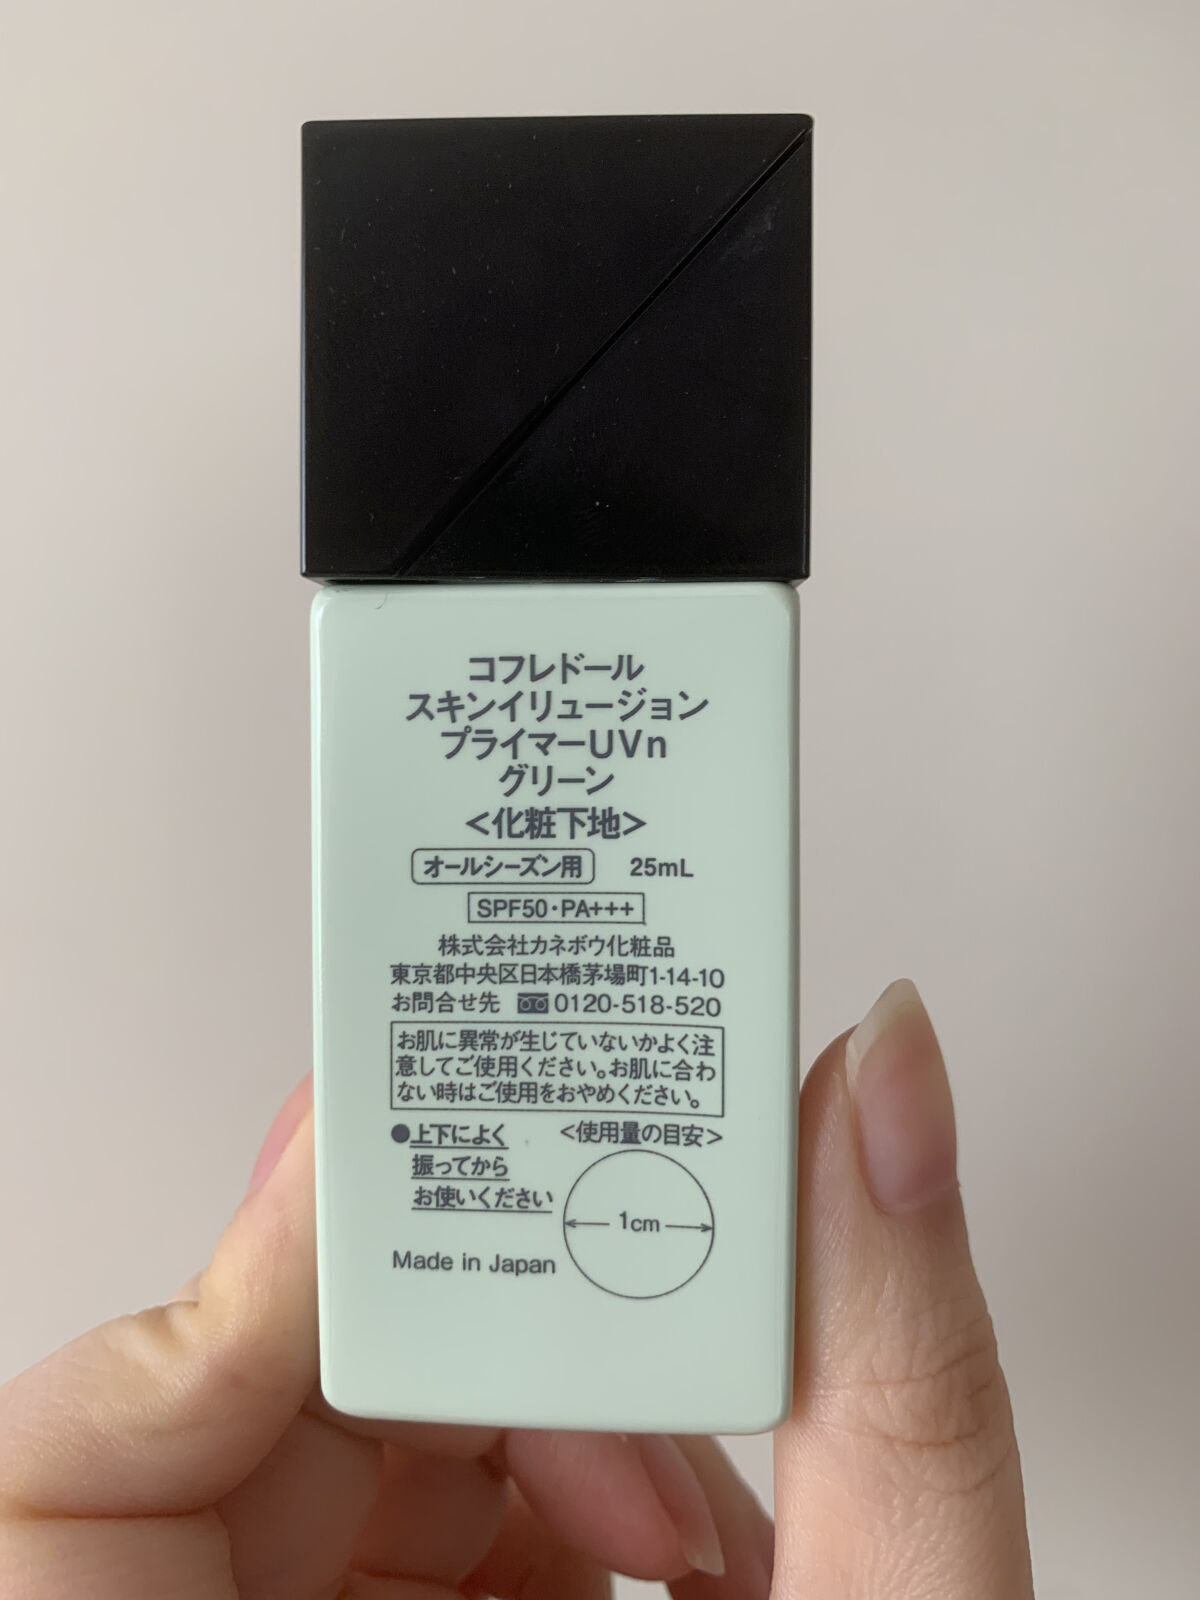 コフレドール
スキンイリュージョン
プライマーUVn
グリーン
<化粧下地>
オールシーズン用 25mL
SPF50・PA+++
株式会社カネボウ化粧品
東京都中央区日本橋茅場町1-14-10
お問合せ先 0120-518-520
お肌に異常が生じていないかよく注
意してご使用ください。お肌に合わ
ない時はご使用をおやめください。
●上下によく
振ってから
お使いください
<使用量の目安>
1cm
Made in Japan